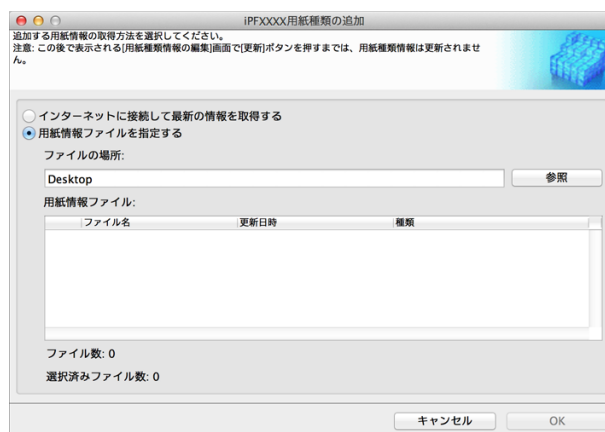 iPFXXXX用紙種類の追加
追加する用紙情報の取得方法を選択してください。
注意: この後で表示される[用紙種類情報の編集]画面で[更新]ボタンを押すまでは、用紙種類情報は更新されませ
ん。
インターネットに接続して最新の情報を取得する
用紙情報ファイルを指定する
ファイルの場所:
Desktop 参照
用紙情報ファイル:
ファイル名 更新日時 種類
ファイル数: 0
選択済みファイル数: 0
キャンセル OK